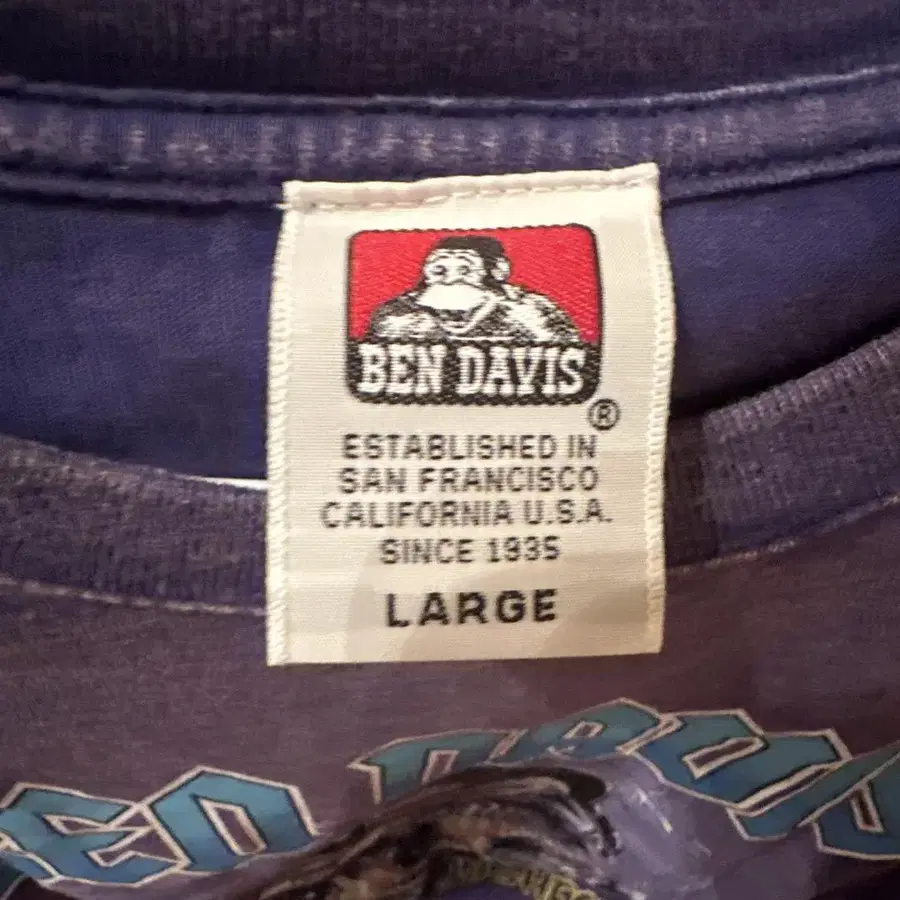 BEN DAVIS
®
ESTABLISHED IN
SAN FRANCISCO
CALIFORNIA U.S.A.
SINCE 1935
LARGE